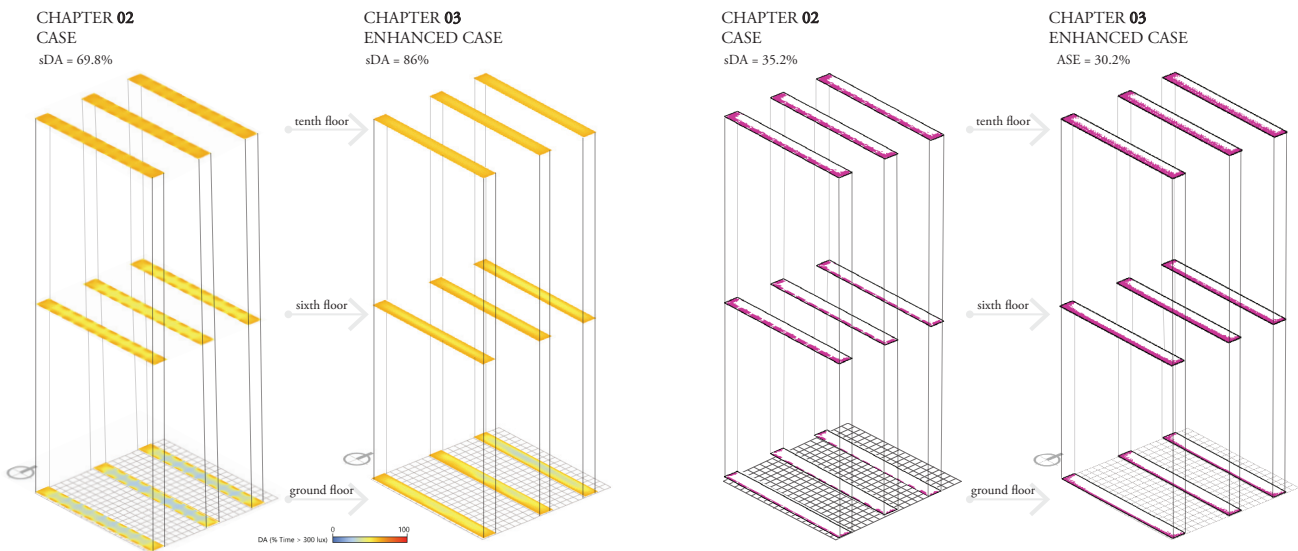 CHAPTER 02
CASE
sDA = 69.8%
CHAPTER 03
ENHANCED CASE
sDA = 86%
tenth floor
sixth floor
ground floor
DA (% Time > 300 lux)
0
100
CHAPTER 02
CASE
sDA = 35.2%
CHAPTER 03
ENHANCED CASE
ASE = 30.2%
tenth floor
sixth floor
ground floor